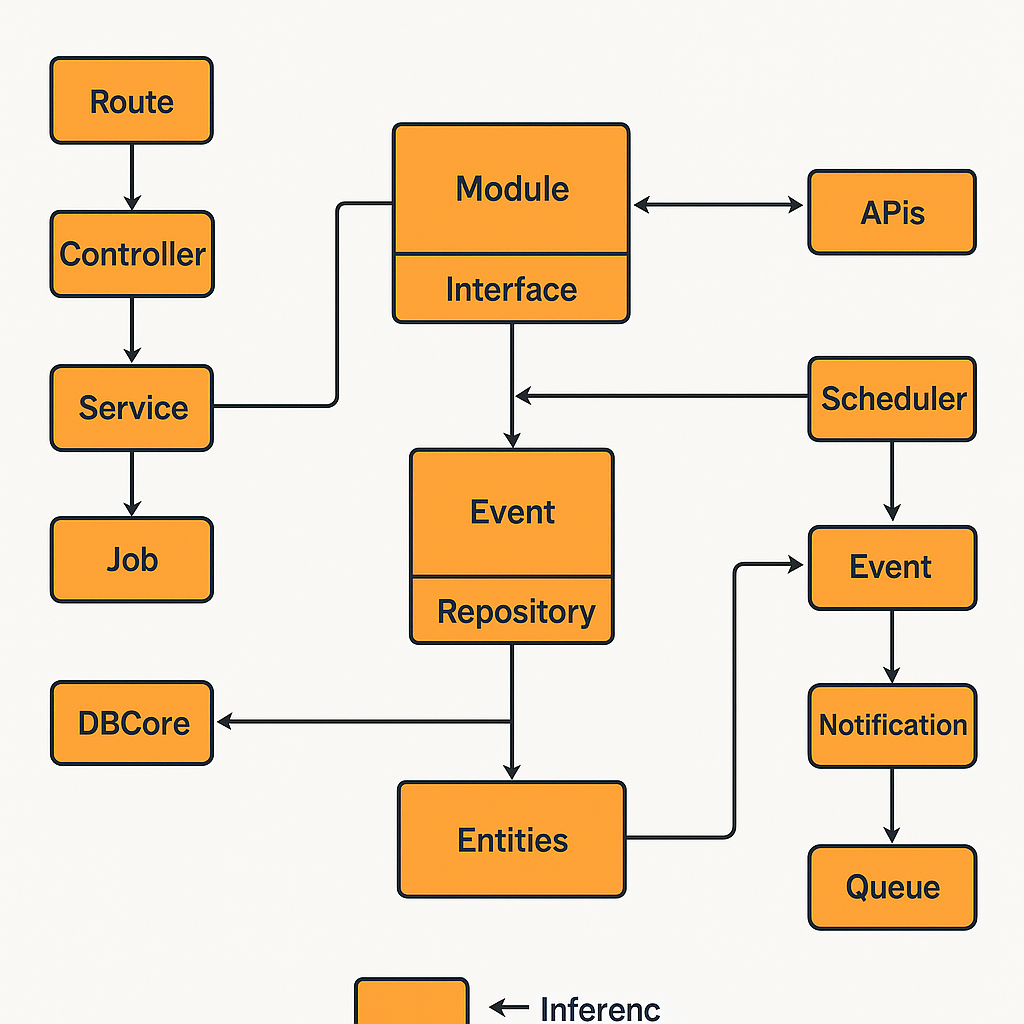 Route
Controller
Service
Job
DBCore
Module
Interface
Event
Repository
Entities
APis
Scheduler
Event
Notification
Queue
Inferenc